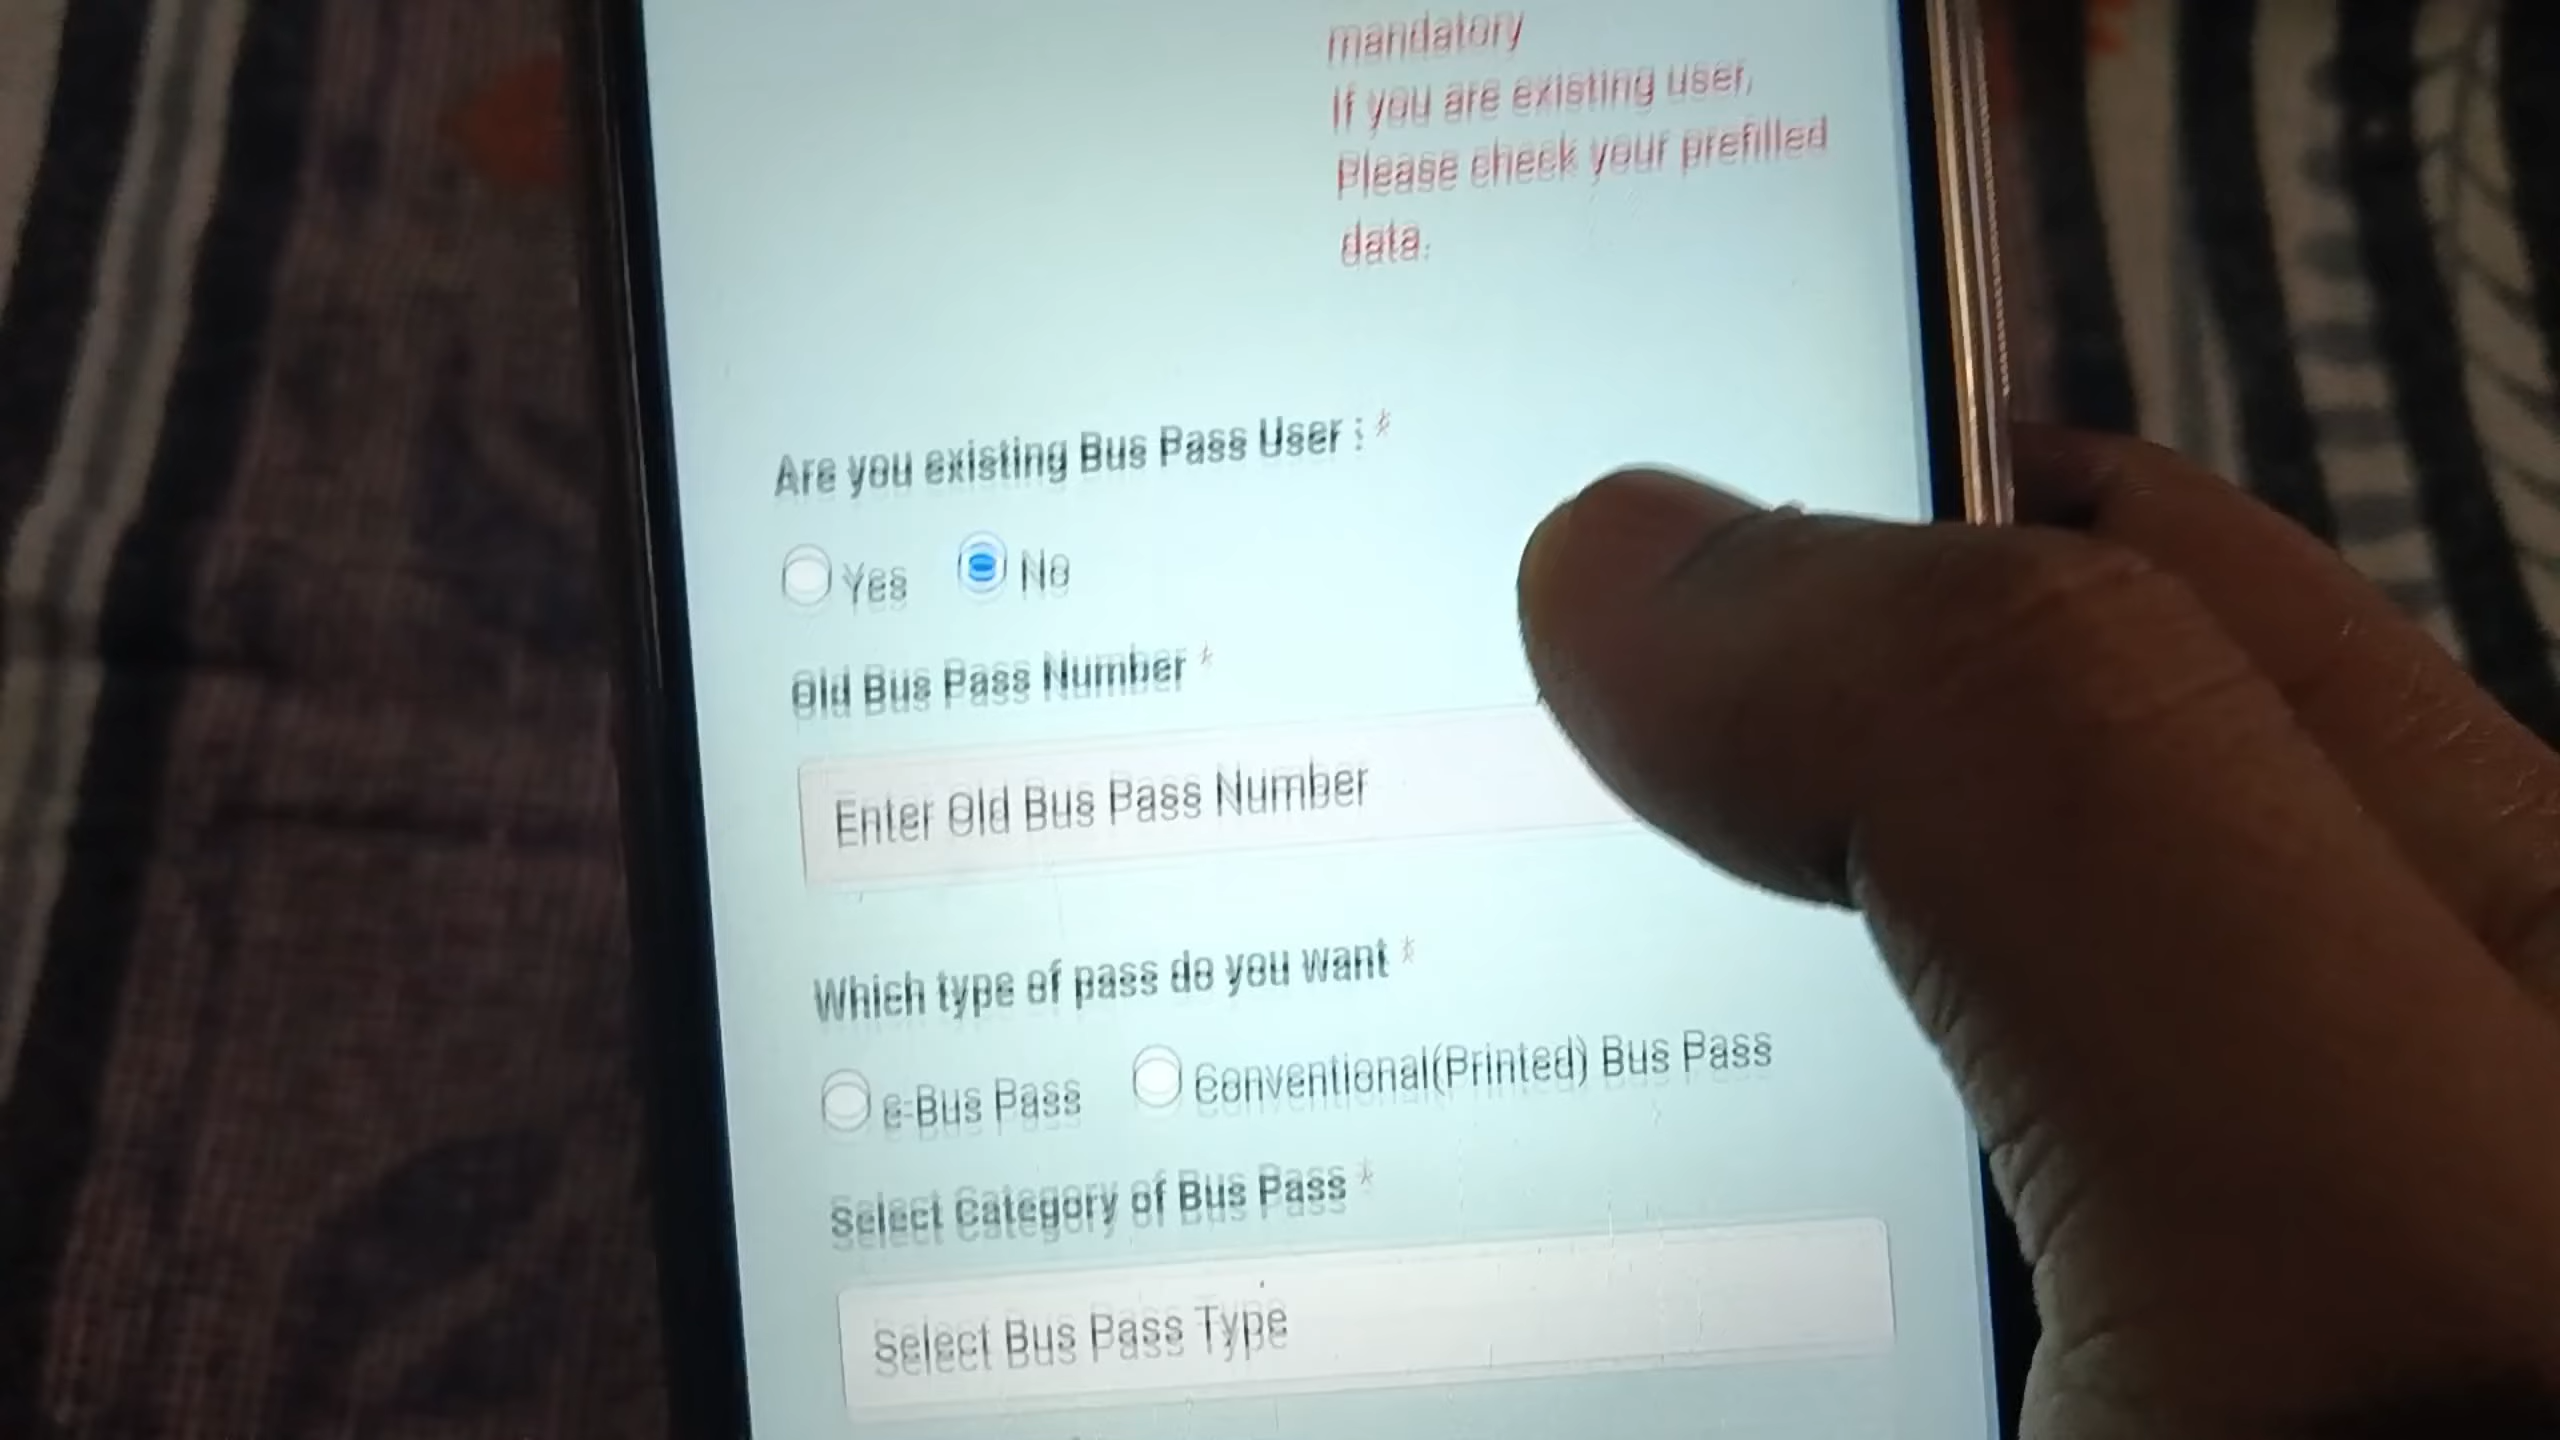 mandatory
If you are existing user,
Please check your prefilled
data.
Are you existing Bus Pass User : *
Yes No
Old Bus Pass Number *
Enter Old Bus Pass Number
Which type of pass do you want *
e-Bus Pass Conventional(Printed) Bus Pass
Select Category of Bus Pass *
Select Bus Pass Type